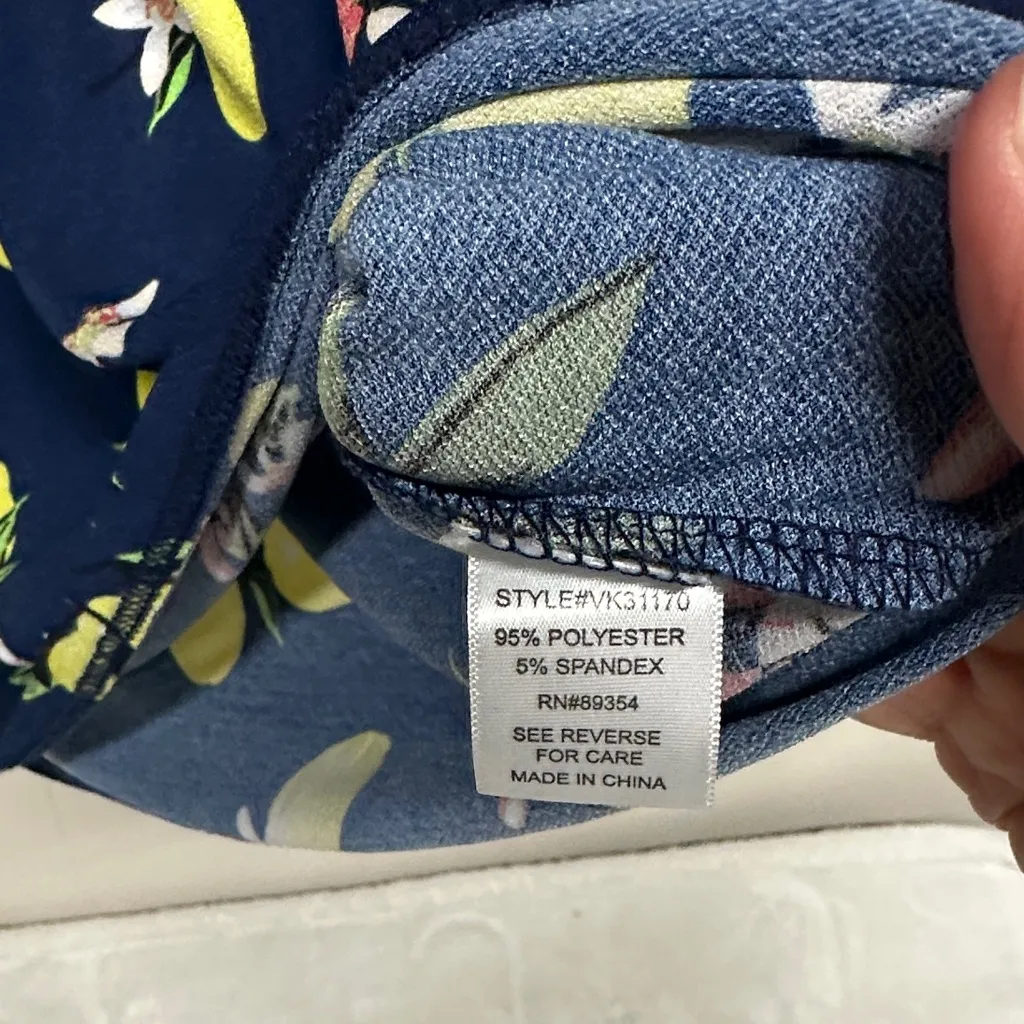 STYLE#VK31170
95% POLYESTER
5% SPANDEX
RN#89354
SEE REVERSE
FOR CARE
MADE IN CHINA